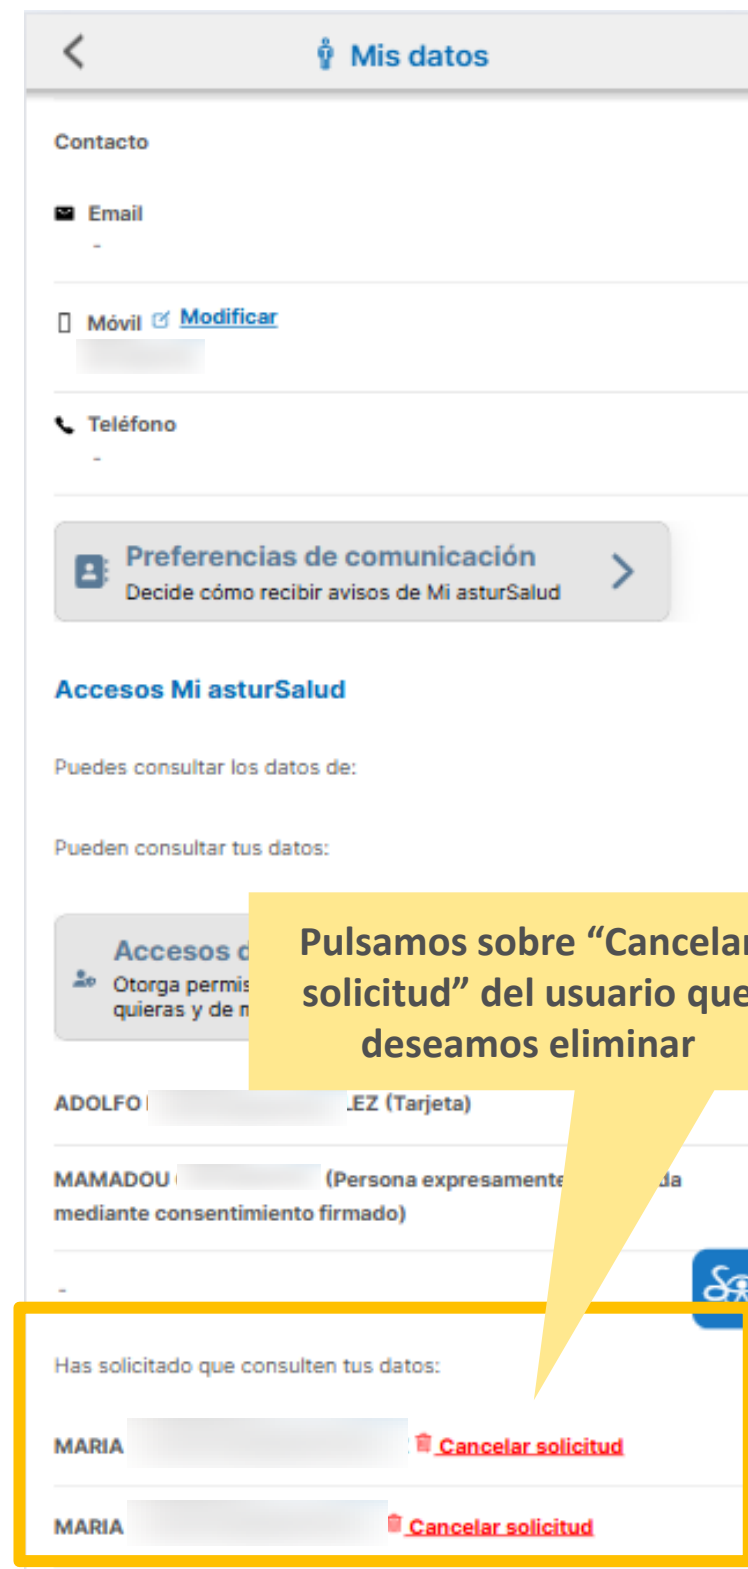 Mis datos
Contacto
Email
-
Móvil Modificar
Teléfono
-
Preferencias de comunicación
Decide cómo recibir avisos de Mi asturSalud
Accesos Mi asturSalud
Puedes consultar los datos de:
Pueden consultar tus datos:
Accesos
Otorga
quieras y de
Pulsamos sobre “Cancelar
solicitud” del usuario que
deseamos eliminar
ADOLFO LEZ (Tarjeta)
MAMADOU (Persona expresamente da
mediante consentimiento firmado)
-
Has solicitado que consulten tus datos:
MARIA Cancelar solicitud
MARIA Cancelar solicitud